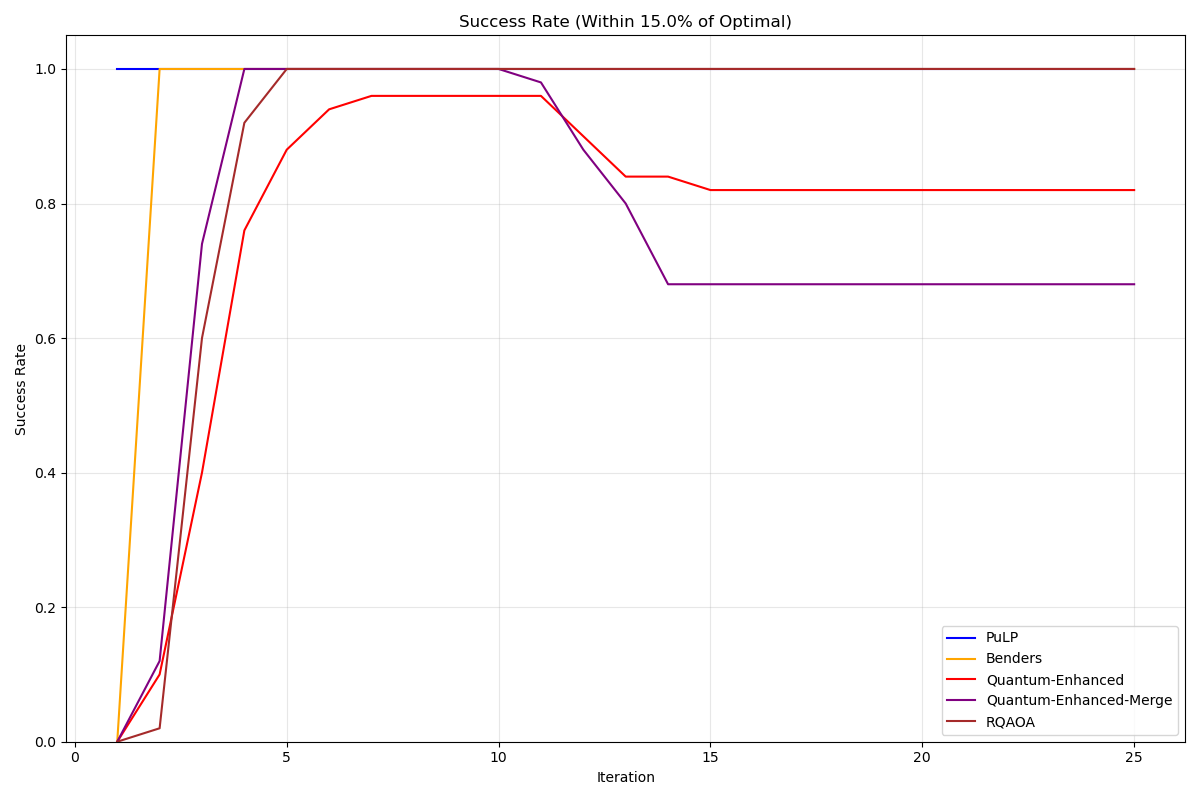 Success Rate (Within 15.0% of Optimal)
1.0
0.8
0.6
0.4
0.2
0.0
Success Rate
0
5
10
15
20
25
Iteration
PuLP
Benders
Quantum-Enhanced
Quantum-Enhanced-Merge
RQAOA